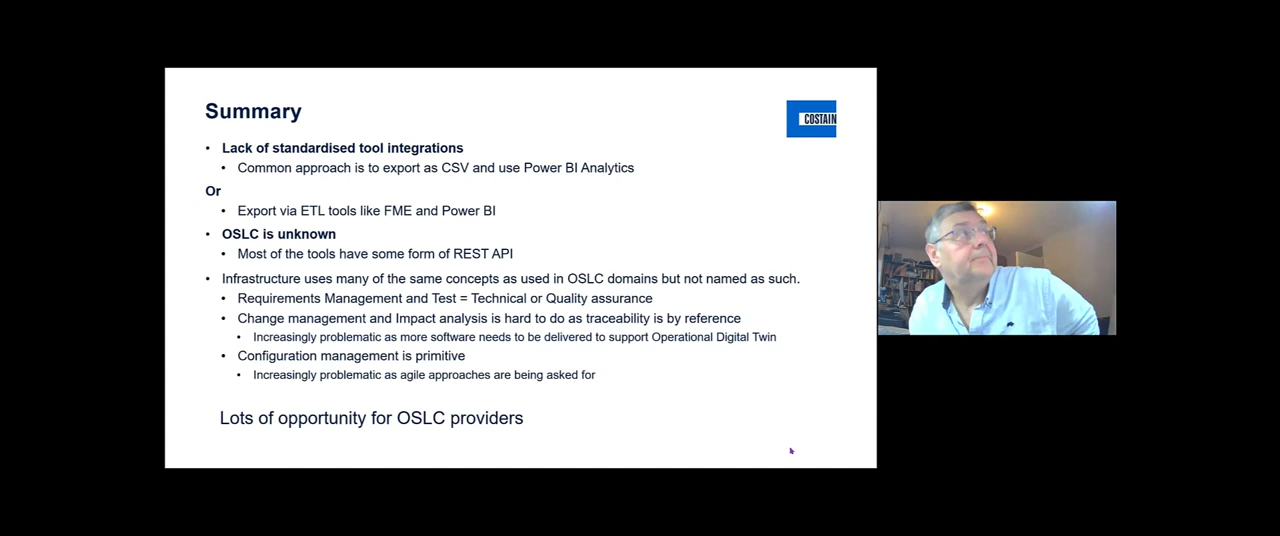 Summary
COSTAIN
• Lack of standardised tool integrations
• Common approach is to export as CSV and use Power BI Analytics
Or
• Export via ETL tools like FME and Power BI
• OSLC is unknown
• Most of the tools have some form of REST API
• Infrastructure uses many of the same concepts as used in OSLC domains but not named as such.
• Requirements Management and Test = Technical or Quality assurance
• Change management and Impact analysis is hard to do as traceability is by reference
• Increasingly problematic as more software needs to be delivered to support Operational Digital Twin
• Configuration management is primitive
• Increasingly problematic as agile approaches are being asked for
Lots of opportunity for OSLC providers